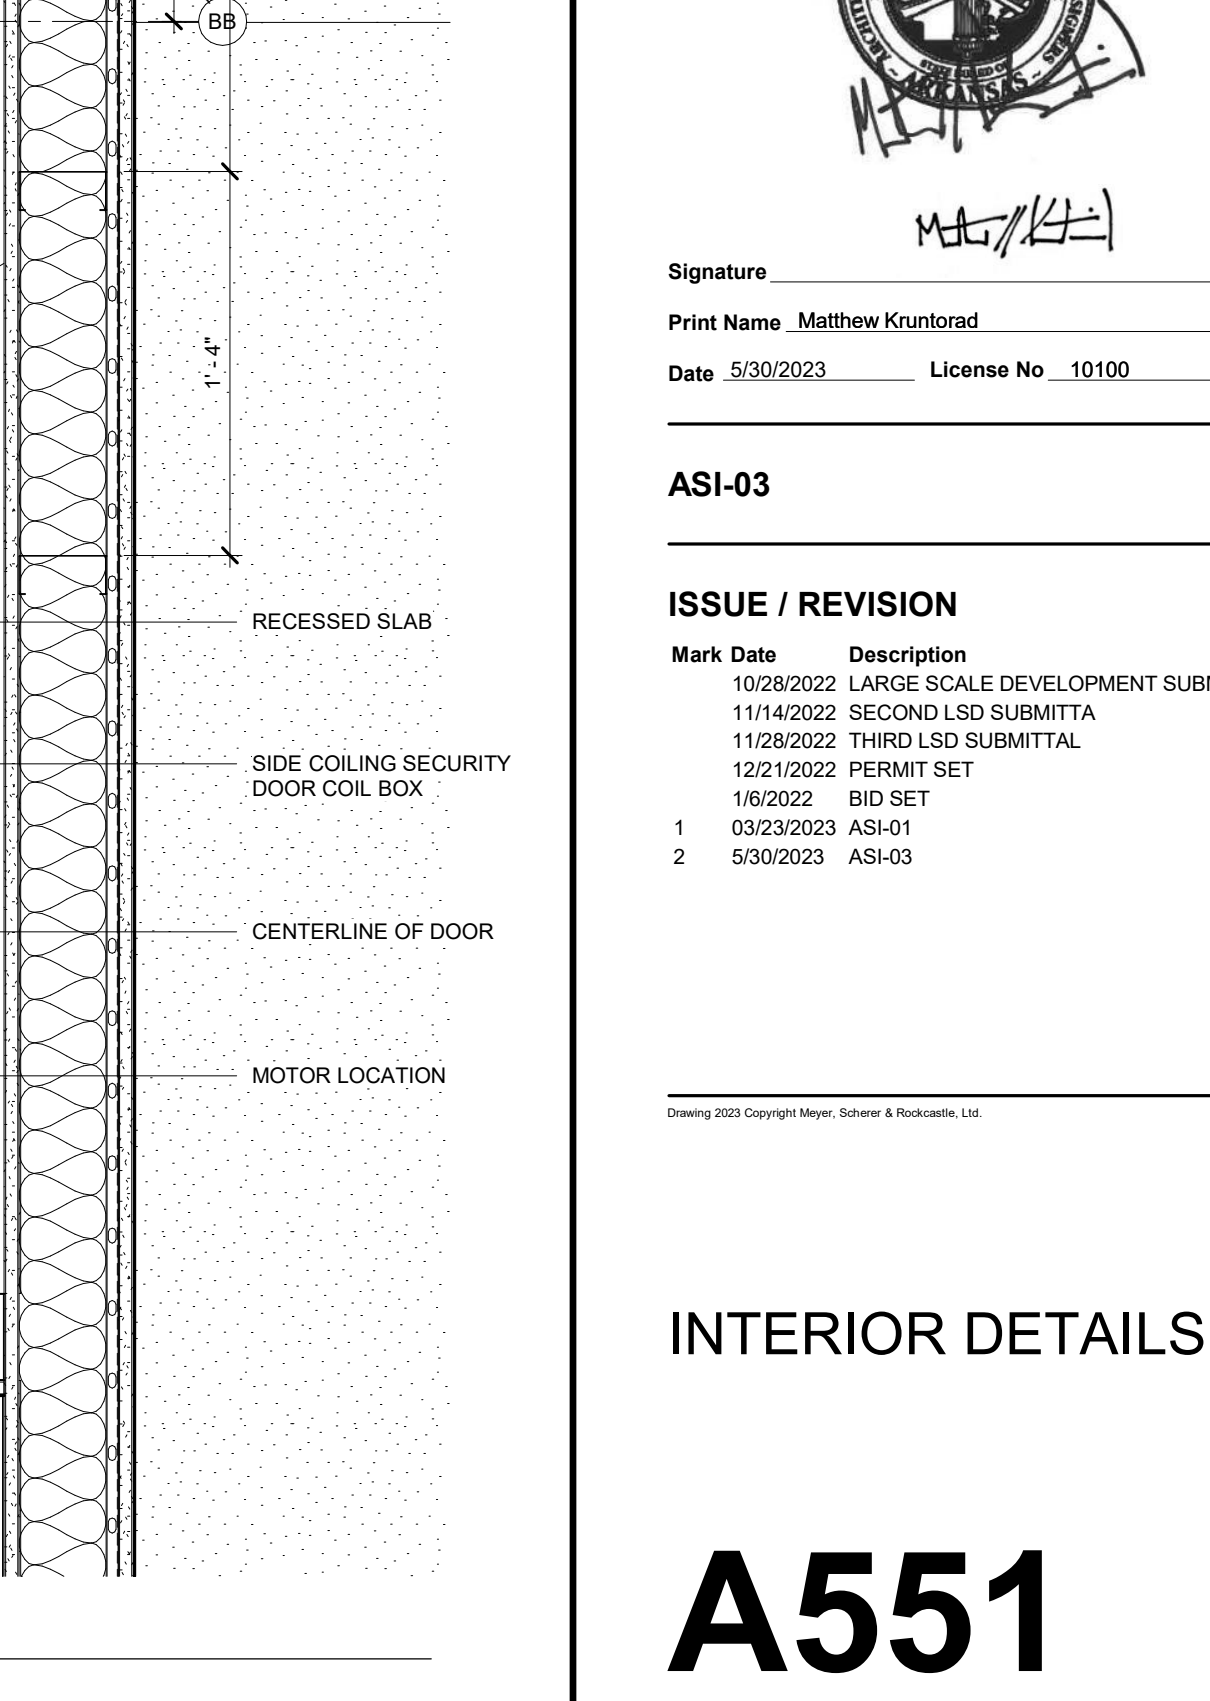 BB
1' - 4"
RECESSED SLAB
SIDE COILING SECURITY
DOOR COIL BOX
CENTERLINE OF DOOR
MOTOR LOCATION
STATE BOARD OF
~ ARKANSAS ~
Signature
Print Name Matthew Kruntorad
Date 5/30/2023 License No 10100
ASI-03
ISSUE / REVISION
Mark Date Description
10/28/2022 LARGE SCALE DEVELOPMENT
11/14/2022 SECOND LSD SUBMITTA
11/28/2022 THIRD LSD SUBMITTAL
12/21/2022 PERMIT SET
1/6/2022 BID SET
1 03/23/2023 ASI-01
2 5/30/2023 ASI-03
Drawing 2023 Copyright Meyer, Scherer & Rockcastle, Ltd.
INTERIOR DETAILS
A551